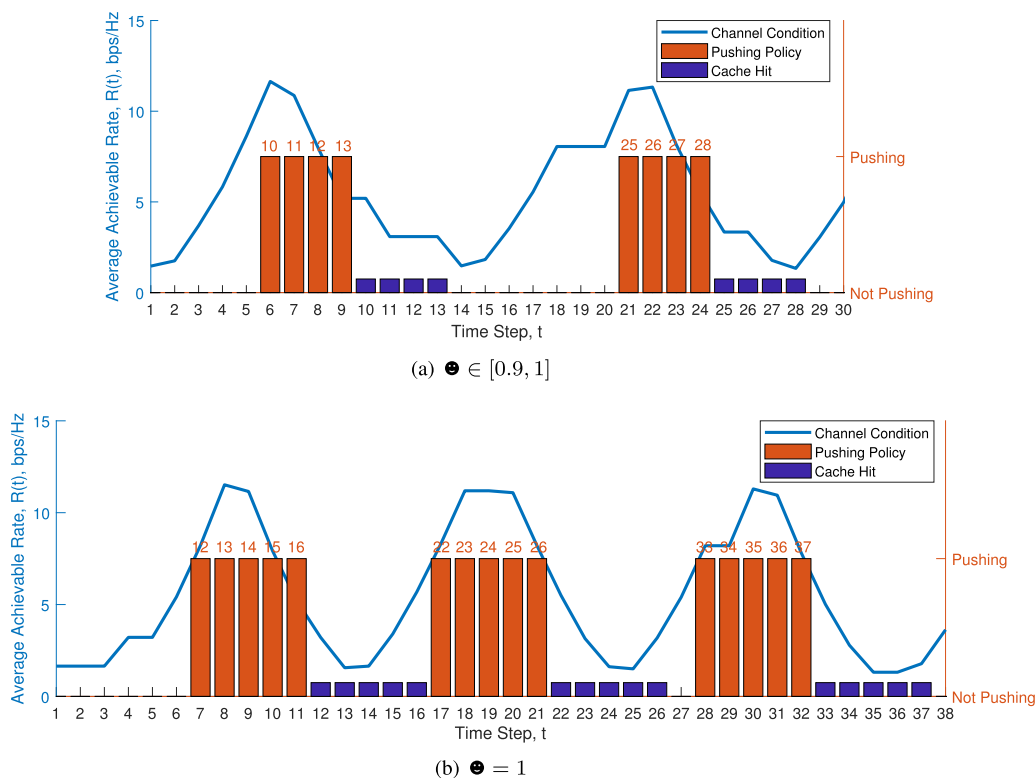 15
10
5
0
Average Achievable Rate, R(t), bps/Hz
Channel Condition
Pushing Policy
Cache Hit
10 11 12 13
25 26 27 28
Pushing
Not Pushing
1 2 3 4 5 6 7 8 9 10 11 12 13 14 15 16 17 18 19 20 21 22 23 24 25 26 27 28 29 30
Time Step, t
(a) ☻ ∈ [0.9, 1]
15
10
5
0
Average Achievable Rate, R(t), bps/Hz
Channel Condition
Pushing Policy
Cache Hit
12 13 14 15 16
22 23 24 25 26
33 34 35 36 37
Pushing
Not Pushing
1 2 3 4 5 6 7 8 9 10 11 12 13 14 15 16 17 18 19 20 21 22 23 24 25 26 27 28 29 30 31 32 33 34 35 36 37 38
Time Step, t
(b) ☻ = 1